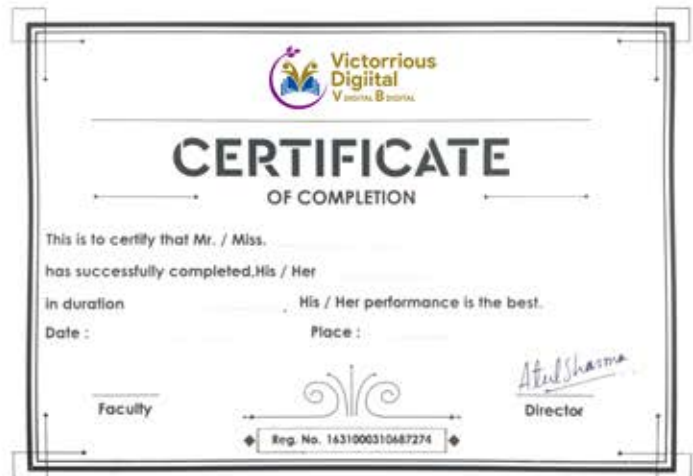 Victorrious
Digiital
V DIGITAL B DIGITAL
CERTIFICATE
OF COMPLETION
This is to certify that Mr. / Miss.
has successfully completed,His / Her
in duration . His / Her performance is the best.
Date : Place :
Atul Sharma
Faculty Director
Reg. No. 1631000310687274